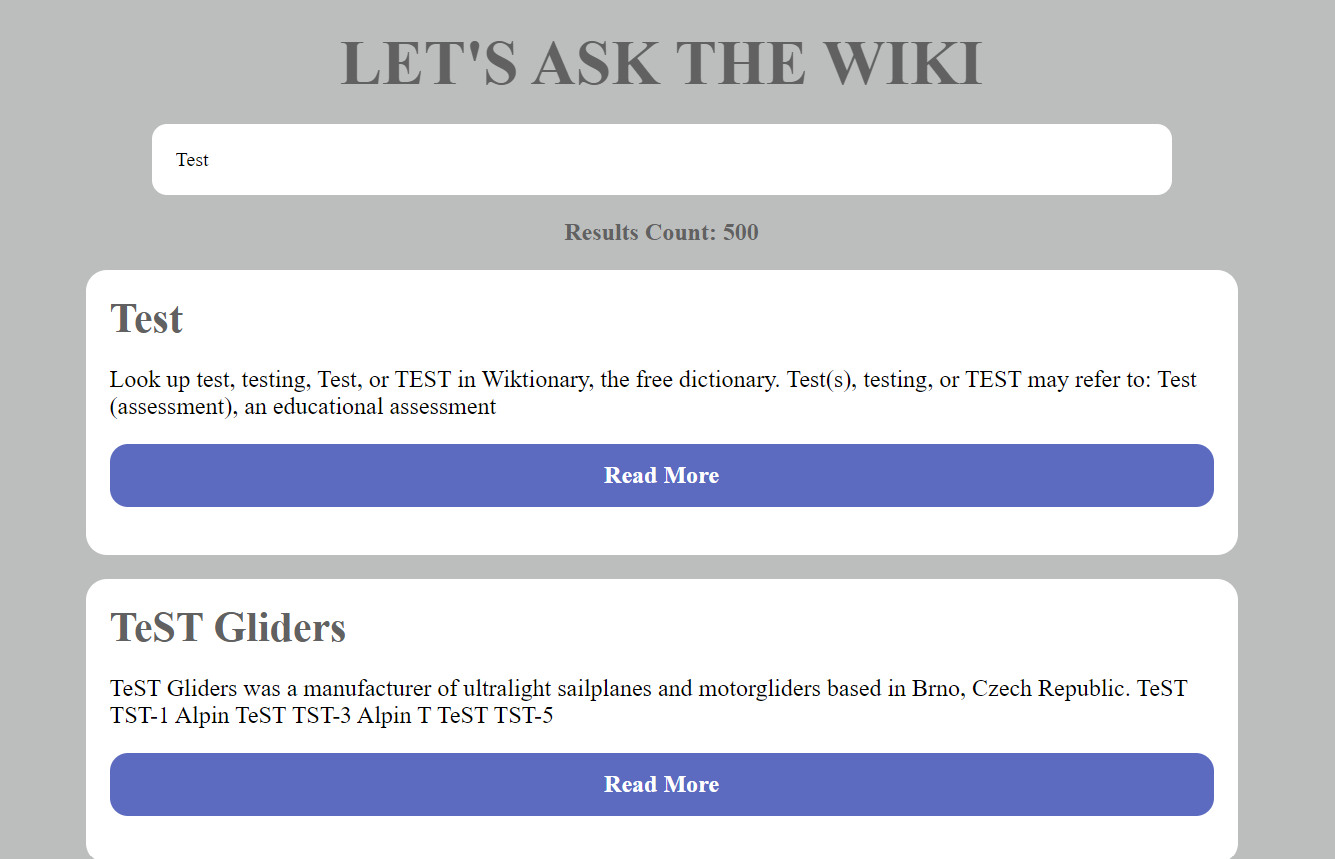 LET'S ASK THE WIKI
Test
Results Count: 500
Test
Look up test, testing, Test, or TEST in Wiktionary, the free dictionary. Test(s), testing, or TEST may refer to: Test
(assessment), an educational assessment
Read More
TeST Gliders
TeST Gliders was a manufacturer of ultralight sailplanes and motorgliders based in Brno, Czech Republic. TeST
TST-1 Alpin TeST TST-3 Alpin T TeST TST-5
Read More